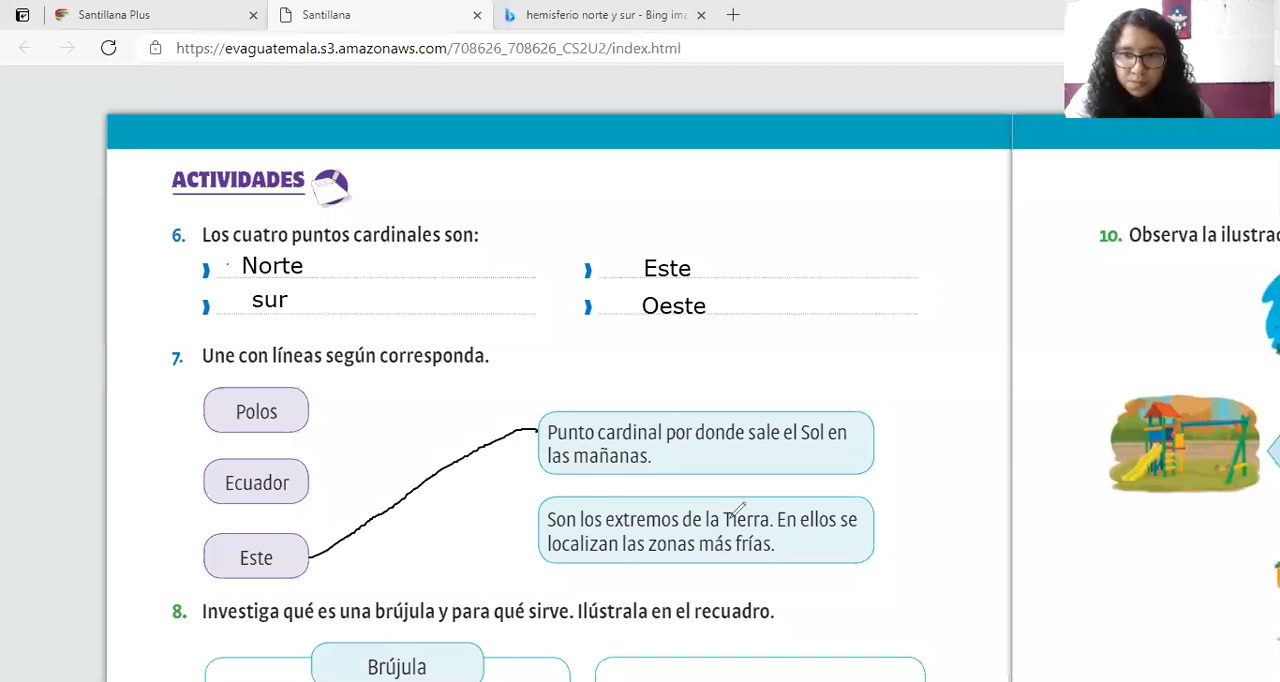 Santillana Plus
Santillana
hemisferio norte y sur - Bing ima
https://evaguatemala.s3.amazonaws.com/708626_708626_CS2U2/index.html
ACTIVIDADES
6. Los cuatro puntos cardinales son:
Norte
Este
sur
Oeste
7. Une con líneas según corresponda.
Polos
Ecuador
Este
Punto cardinal por donde sale el Sol en
las mañanas.
Son los extremos de la Tierra. En ellos se
localizan las zonas más frías.
8. Investiga qué es una brújula y para qué sirve. Ilústrala en el recuadro.
Brújula
10. Observa la ilustrac